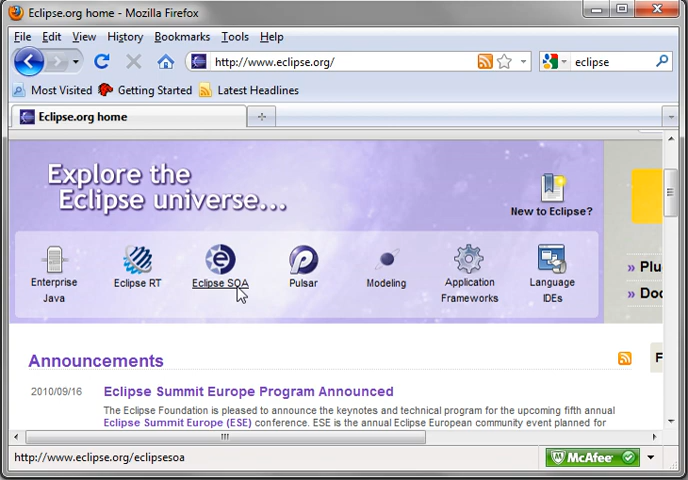 Eclipse.org home - Mozilla Firefox
File Edit View History Bookmarks Tools Help
http://www.eclipse.org/ eclipse
Most Visited Getting Started Latest Headlines
Eclipse.org home
Explore the
Eclipse universe...
New to Eclipse?
Enterprise Java
Eclipse RT
Eclipse SOA
Pulsar
Modeling
Application Frameworks
Language IDEs
» Plu
» Doc
Announcements
F
2010/09/16 Eclipse Summit Europe Program Announced
The Eclipse Foundation is pleased to announce the keynotes and technical program for the upcoming fifth annual
Eclipse Summit Europe (ESE) conference. ESE is the annual Eclipse European community event planned for
http://www.eclipse.org/eclipsesoa McAfee